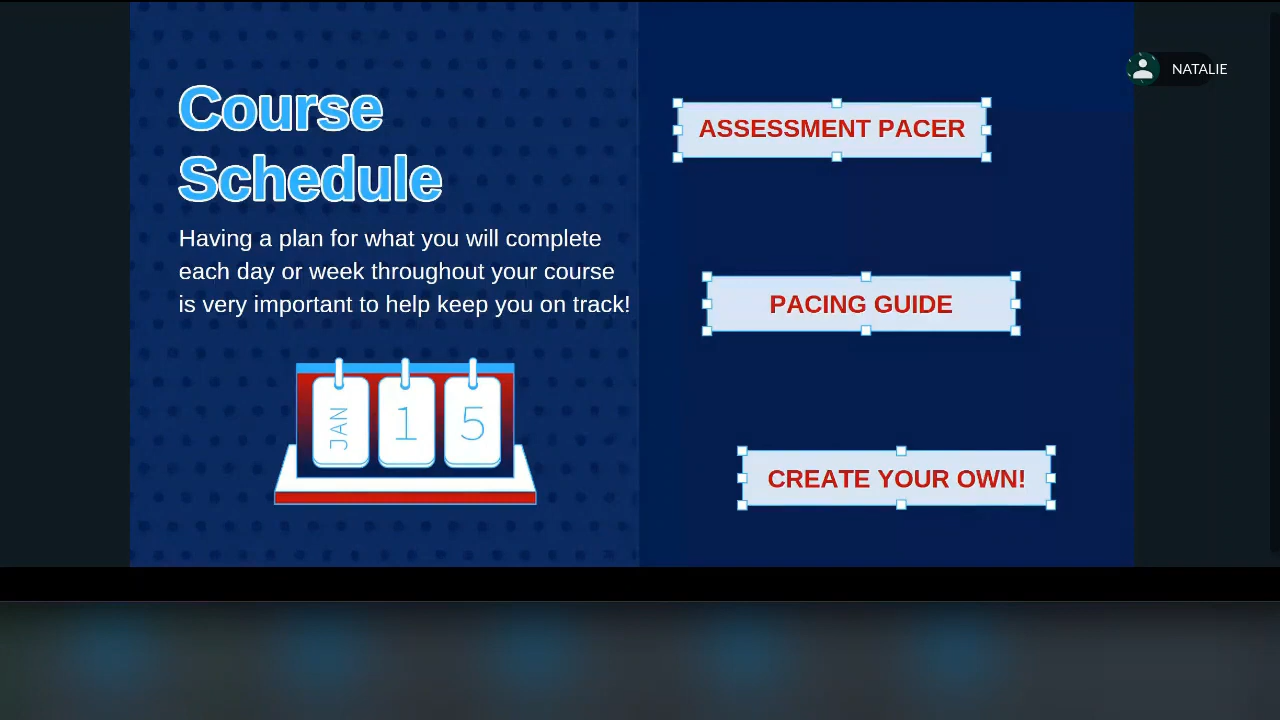 Course
Schedule
Having a plan for what you will complete
each day or week throughout your course
is very important to help keep you on track!
JAN 1 5
ASSESSMENT PACER
PACING GUIDE
CREATE YOUR OWN!
NATALIE